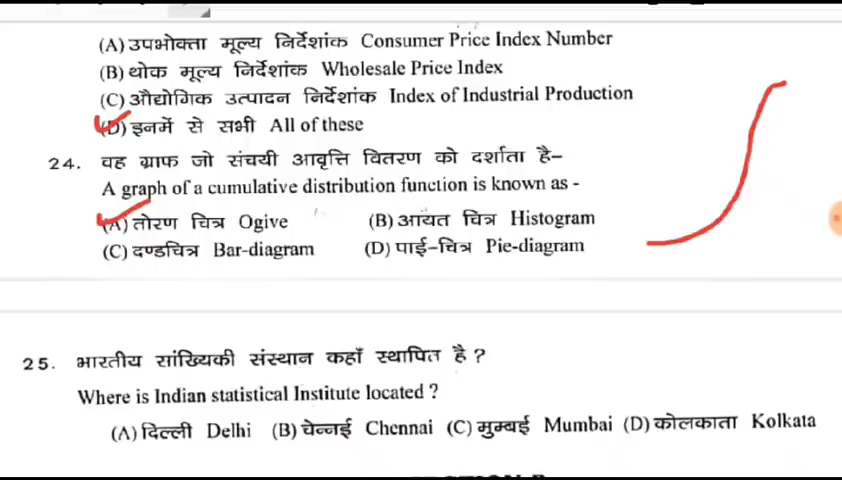 (A) उपभोक्ता मूल्य निर्देशांक Consumer Price Index Number
(B) थोक मूल्य निर्देशांक Wholesale Price Index
(C) औद्योगिक उत्पादन निर्देशांक Index of Industrial Production
(D) इनमें से सभी All of these
24. वह ग्राफ जो संचयी आवृत्ति वितरण को दर्शाता है–
A graph of a cumulative distribution function is known as -
(A) तोरण चित्र Ogive (B) आयत चित्र Histogram
(C) दण्डचित्र Bar-diagram (D) पाई-चित्र Pie-diagram
25. भारतीय सांख्यिकी संस्थान कहाँ स्थापित है ?
Where is Indian statistical Institute located ?
(A) दिल्ली Delhi (B) चेन्नई Chennai (C) मुम्बई Mumbai (D) कोलकाता Kolkata